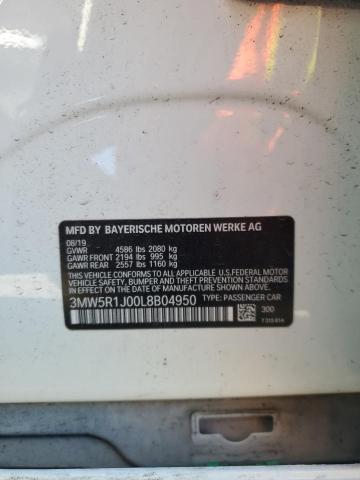 MFD BY BAYERISCHE MOTOREN WERKE AG
08/19
GVWR 4586 lbs 2080 kg
GAWR FRONT 2194 lbs 995 kg
GAWR REAR 2557 lbs 1160 kg
THIS VEHICLE CONFORMS TO ALL APPLICABLE U.S.FEDERAL MOTOR
VEHICLE SAFETY, BUMPER AND THEFT PREVENTION STANDARDS IN
EFFECT ON THE DATE OF MANUFACTURE SHOWN ABOVE.
3MW5R1J00L8B04950 TYPE: PASSENGER CAR
300